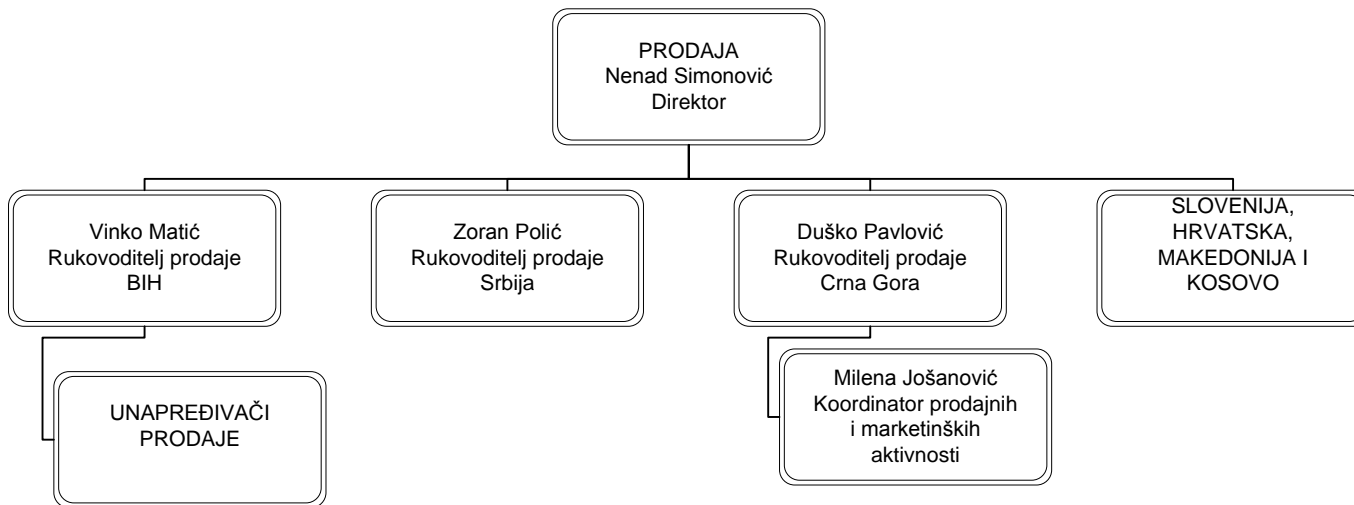 PRODAJA
Nenad Simonović
Direktor
Vinko Matić
Rukovoditelj prodaje
BIH
Zoran Polić
Rukovoditelj prodaje
Srbija
Duško Pavlović
Rukovoditelj prodaje
Crna Gora
SLOVENIJA,
HRVATSKA,
MAKEDONIJA I
KOSOVO
UNAPREĐIVAČI
PRODAJE
Milena Jošanović
Koordinator prodajnih
i marketinških
aktivnosti